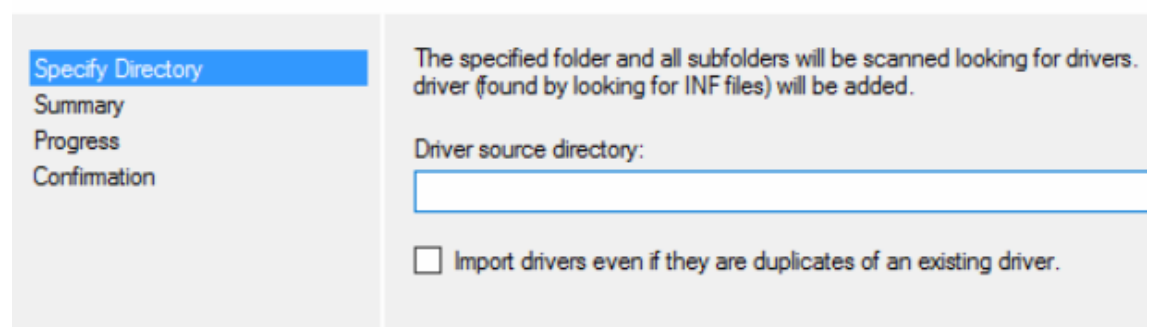 Specify Directory
Summary
Progress
Confirmation
The specified folder and all subfolders will be scanned looking for drivers.
driver (found by looking for INF files) will be added.
Driver source directory:
Import drivers even if they are duplicates of an existing driver.